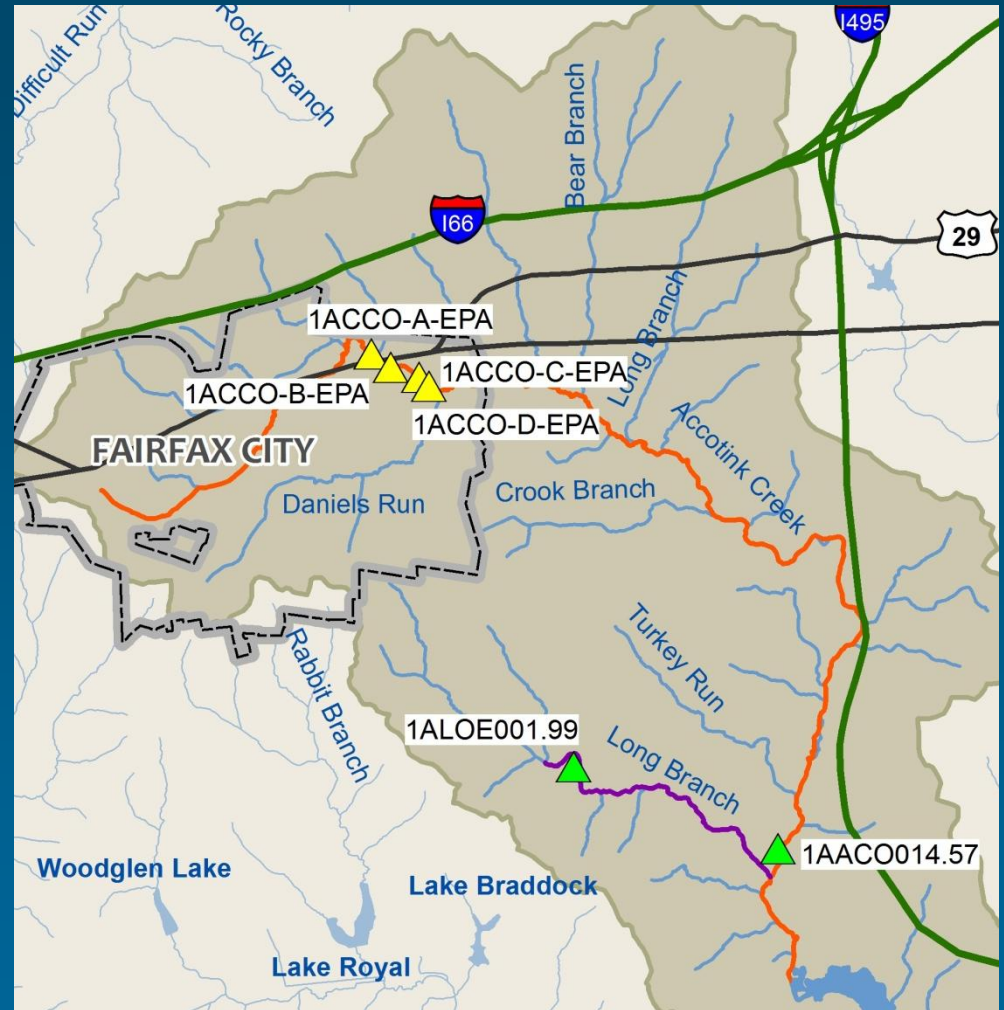 Difficult Run
Rocky Branch
I495
Bear Branch
I66
29
1ACCO-A-EPA
Long Branch
1ACCO-C-EPA
1ACCO-B-EPA
1ACCO-D-EPA
Accotink Creek
FAIRFAX CITY
Daniels Run
Crook Branch
Turkey Run
Rabbit Branch
1ALOE001.99
Long Branch
1AACO014.57
Woodglen Lake
Lake Braddock
Lake Royal